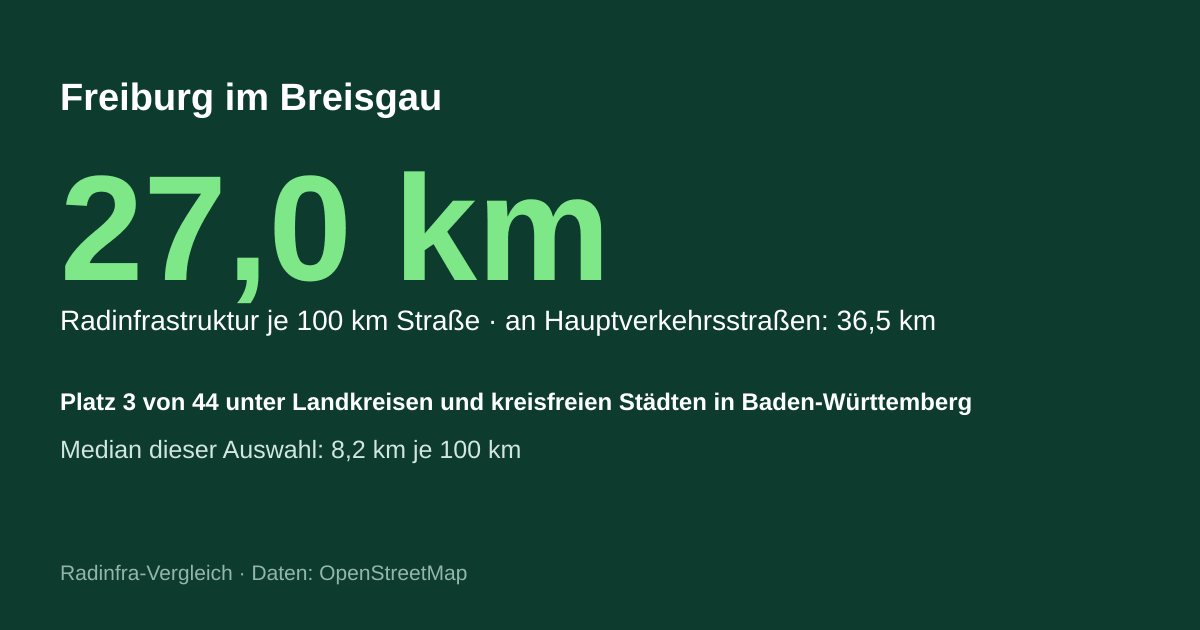 Freiburg im Breisgau
27,0 km
Radinfrastruktur je 100 km Straße · an Hauptverkehrsstraßen: 36,5 km
Platz 3 von 44 unter Landkreisen und kreisfreien Städten in Baden-Württemberg
Median dieser Auswahl: 8,2 km je 100 km
Radinfra-Vergleich · Daten: OpenStreetMap